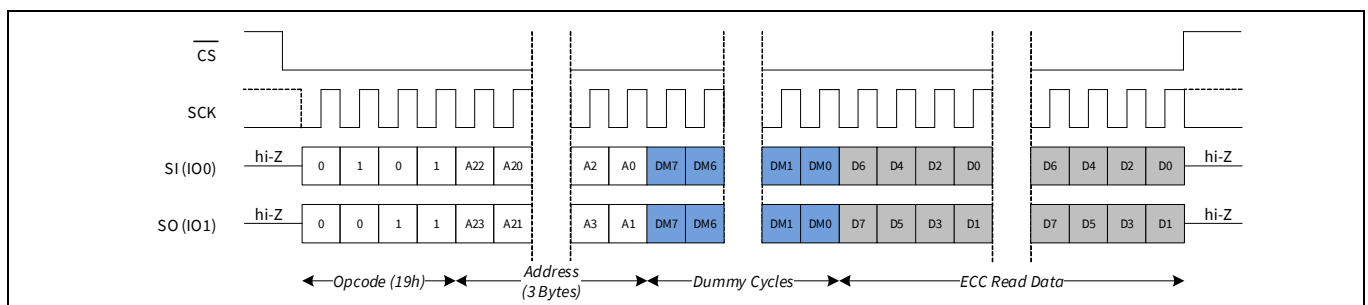 CS
SCK
SI (IO0) hi-Z 0 1 0 1 A22 A20 A2 A0 DM7 DM6 DM1 DM0 D6 D4 D2 D0 D6 D4 D2 D0 hi-Z
SO (IO1) hi-Z 0 0 1 1 A23 A21 A3 A1 DM7 DM6 DM1 DM0 D7 D5 D3 D1 D7 D5 D3 D1 hi-Z
Opcode (19h) Address Dummy Cycles ECC Read Data
(3 Bytes)